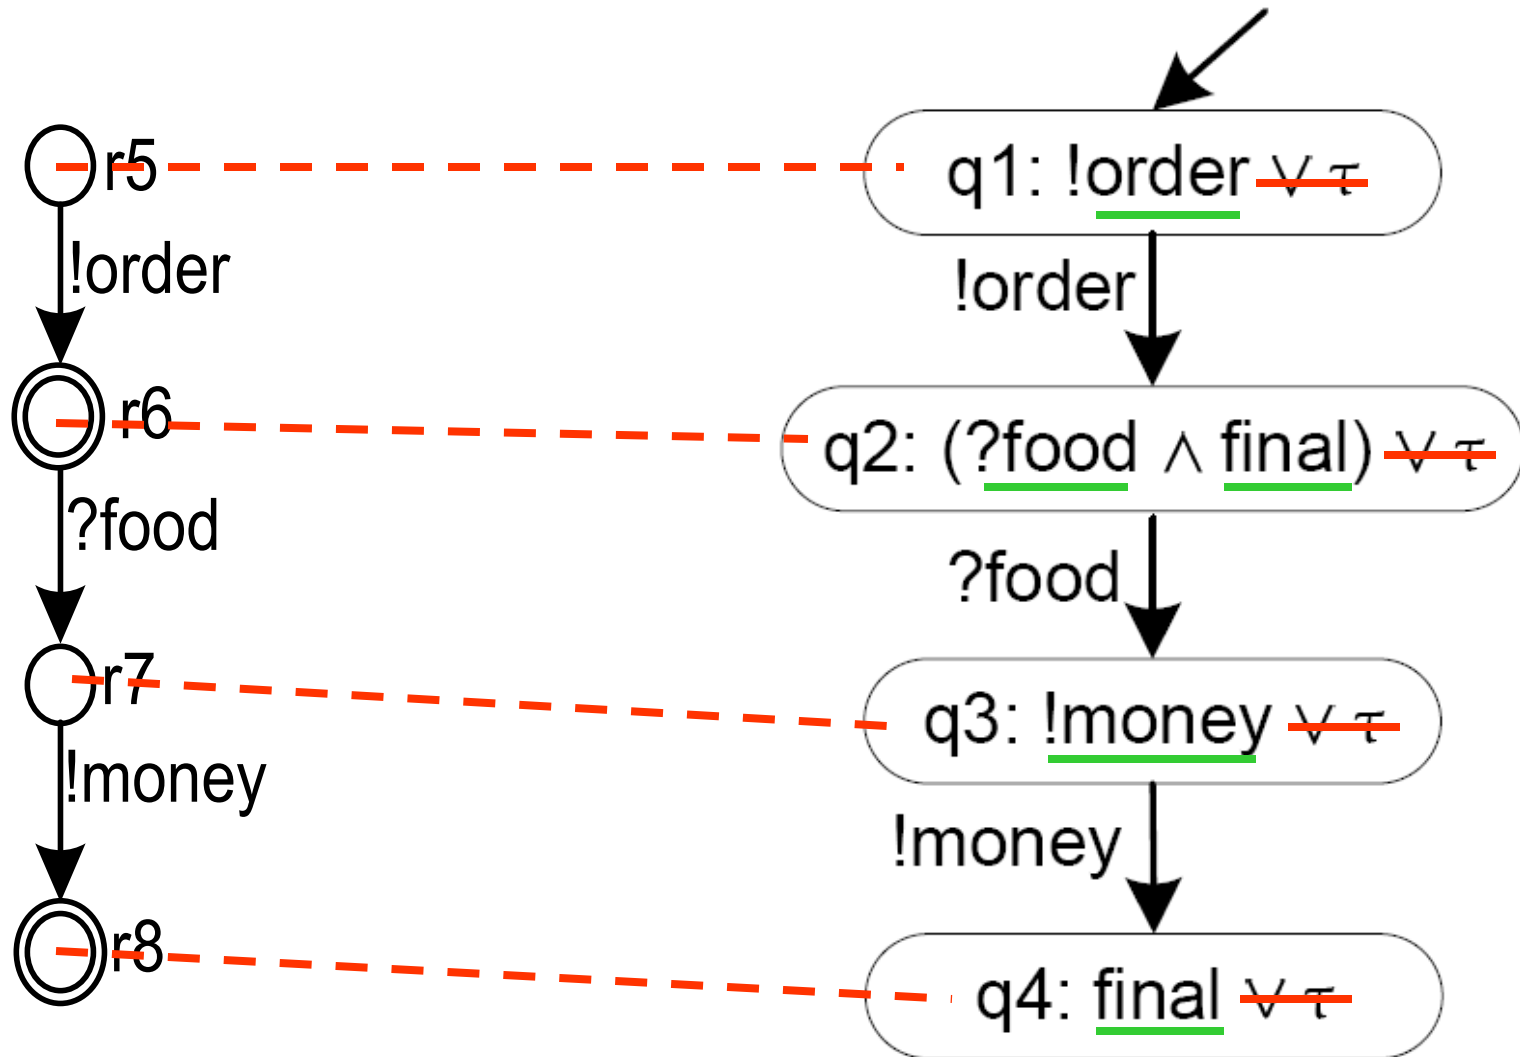 r5
!order
r6
?food
r7
!money
r8
q1: !order ∨ τ
!order
q2: (?food ∧ final) ∨ τ
?food
q3: !money ∨ τ
!money
q4: final ∨ τ